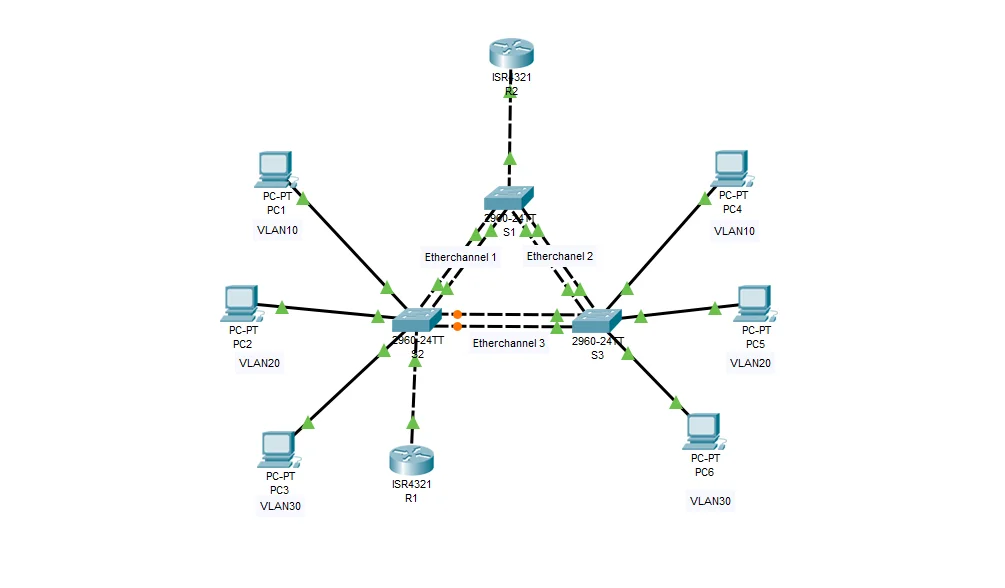 ISR4321
R2
PC-PT
PC1
VLAN10
PC-PT
PC4
VLAN10
2960-24TT
S1
Etherchannel 1
Etherchanel 2
PC-PT
PC2
VLAN20
2960-24TT
S2
Etherchannel 3
2960-24TT
S3
PC-PT
PC5
VLAN20
PC-PT
PC3
VLAN30
ISR4321
R1
PC-PT
PC6
VLAN30